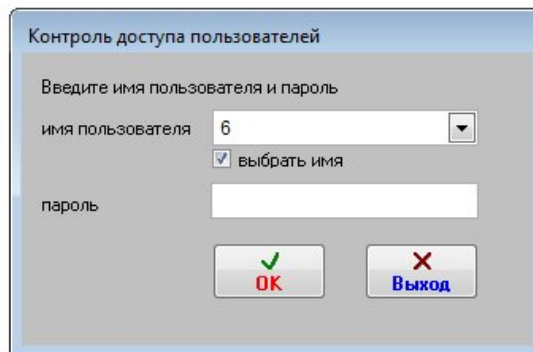 Контроль доступа пользователей
Введите имя пользователя и пароль
имя пользователя 6
выбрать имя
пароль
OK Выход